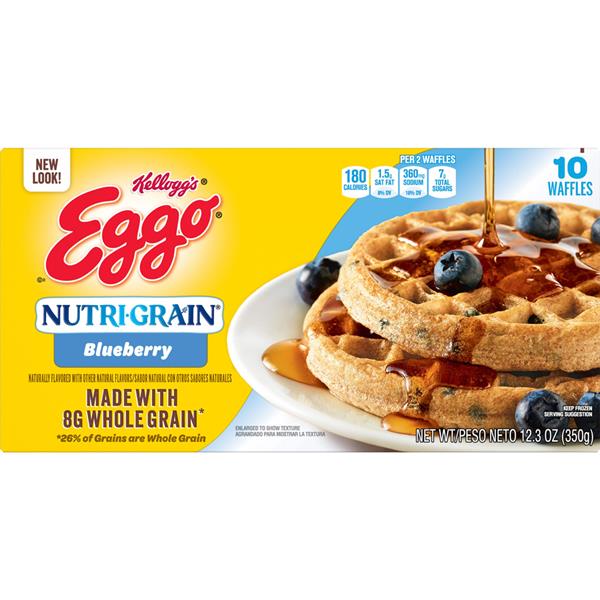 NEW
LOOK!
Kellogg's®
Eggo®
NUTRI•GRAIN®
Blueberry
NATURALLY FLAVORED WITH OTHER NATURAL FLAVORS/SABOR NATURAL CON OTROS SABORES NATURALES
MADE WITH
8G WHOLE GRAIN*
*26% of Grains are Whole Grain
PER 2 WAFFLES
180
CALORIES
1.5g
SAT FAT
8% DV
360mg
SODIUM
16% DV
7g
TOTAL
SUGARS
10
WAFFLES
ENLARGED TO SHOW TEXTURE
AGRANDADO PARA MOSTRAR LA TEXTURA
KEEP FROZEN
SERVING SUGGESTION
NET WT/PESO NETO 12.3 OZ (350g)